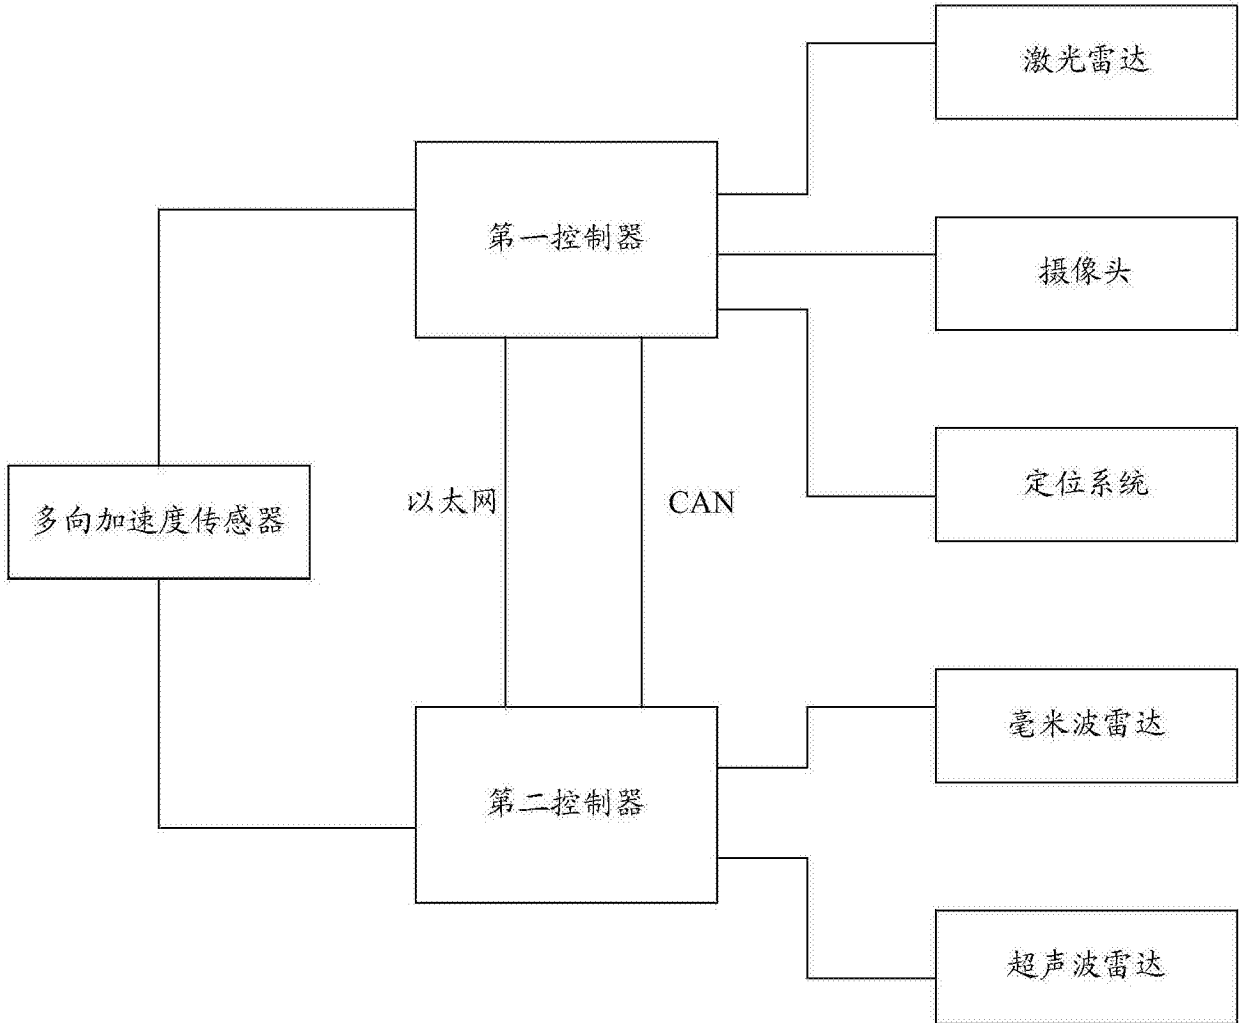 激光雷达
第一控制器
摄像头
定位系统
多向加速度传感器
以太网
CAN
毫米波雷达
第二控制器
超声波雷达